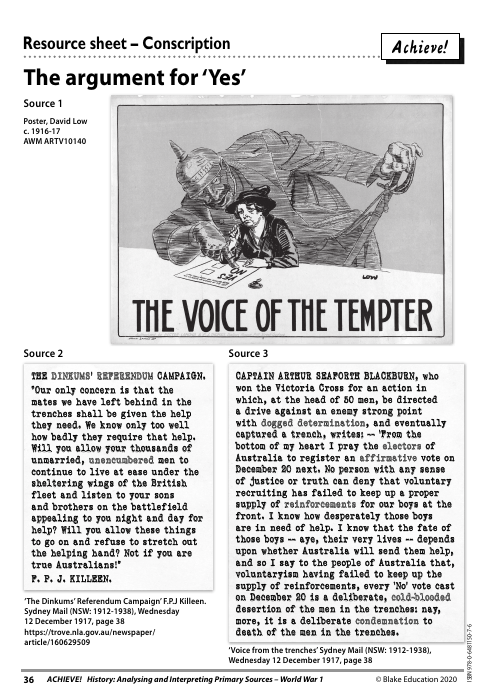 Resource sheet – Conscription
Achieve!
The argument for ‘Yes’
Source 1
Poster, David Low
c. 1916-17
AWM ARTV10140
NO
YES
LOW
THE VOICE OF THE TEMPTER
Source 2
THE DINKUMS' REFERENDUM CAMPAIGN.
"Our only concern is that the
mates we have left behind in the
trenches shall be given the help
they need. We know only too well
how badly they require that help.
Will you allow your thousands of
unmarried, unencumbered men to
continue to live at ease under the
sheltering wings of the British
fleet and listen to your sons
and brothers on the battlefield
appealing to you night and day for
help? Will you allow these things
to go on and refuse to stretch out
the helping hand? Not if you are
true Australians!"
F. P. J. KILLEEN.
‘The Dinkums’ Referendum Campaign’ F.P.J Killeen.
Sydney Mail (NSW: 1912-1938), Wednesday
12 December 1917, page 38
https://trove.nla.gov.au/newspaper/
article/160629509
Source 3
CAPTAIN ARTHUR SEAFORTH BLACKBURN, who
won the Victoria Cross for an action in
which, at the head of 50 men, be directed
a drive against an enemy strong point
with dogged determination, and eventually
captured a trench, writes: -- 'From the
bottom of my heart I pray the electors of
Australia register an affirmative vote on
December 20 next. No person with any sense
of justice or truth can deny that voluntary
recruiting has failed to keep up a proper
supply of reinforcements for our boys at the
front. I know how desperately those boys
are in need of help. I know that the fate of
those boys -- aye, their very lives -- depends
upon whether Australia will send them help,
and so I say to the people of Australia that,
voluntaryism having failed to keep up the
supply of reinforcements, every 'No' vote cast
on December 20 is a deliberate, cold-blooded
desertion of the men in the trenches: nay,
more, it is a deliberate condemnation to
death of the men in the trenches.
‘Voice from the trenches’ Sydney Mail (NSW: 1912-1938),
Wednesday 12 December 1917, page 38
36 ACHIEVE! History: Analysing and Interpreting Primary Sources – World War 1
© Blake Education 2020